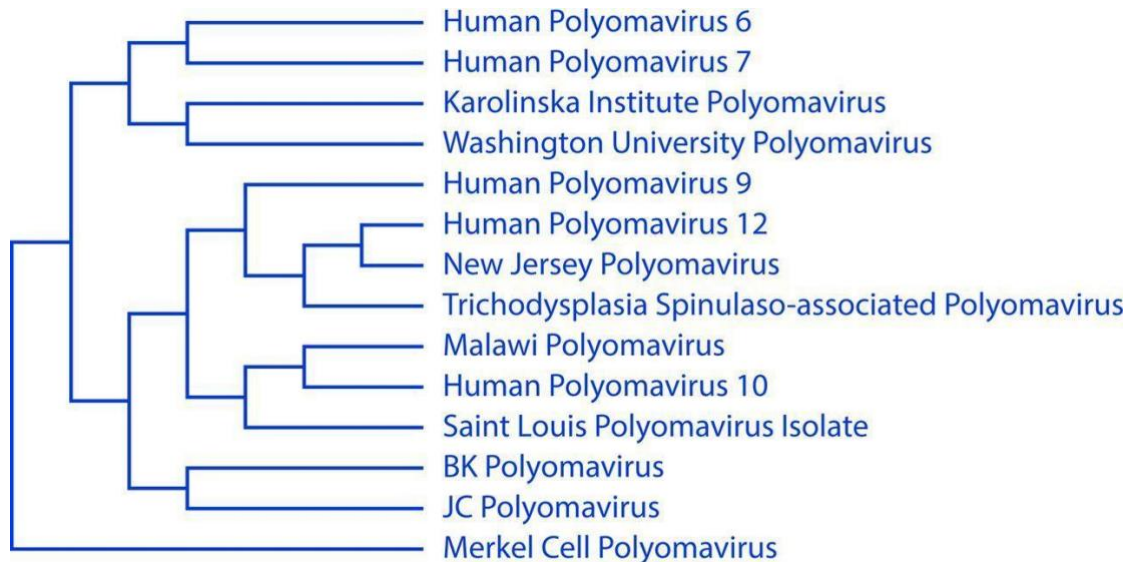 Human Polyomavirus 6
Human Polyomavirus 7
Karolinska Institute Polyomavirus
Washington University Polyomavirus
Human Polyomavirus 9
Human Polyomavirus 12
New Jersey Polyomavirus
Trichodysplasia Spinulaso-associated Polyomavirus
Malawi Polyomavirus
Human Polyomavirus 10
Saint Louis Polyomavirus Isolate
BK Polyomavirus
JC Polyomavirus
Merkel Cell Polyomavirus